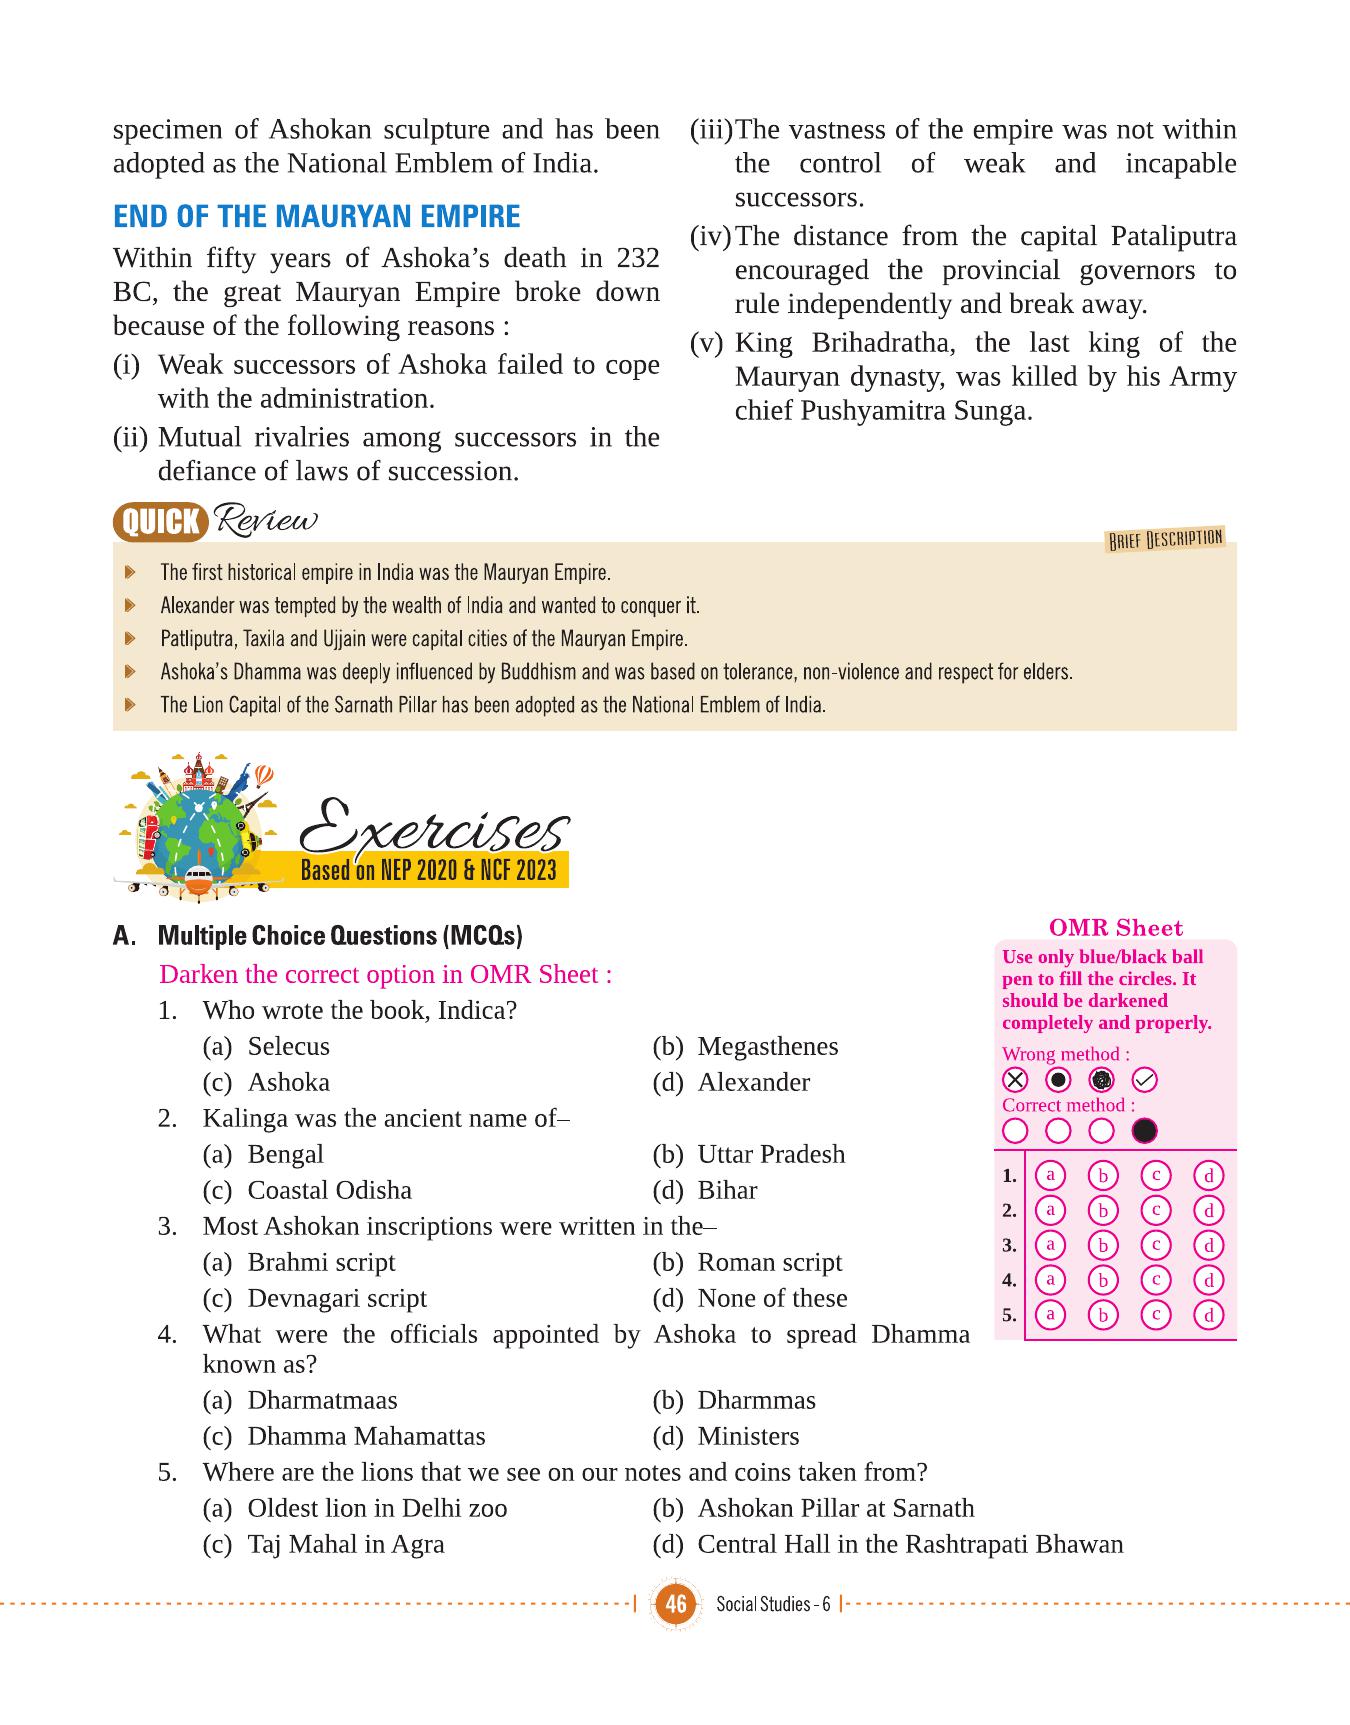 specimen of Ashokan sculpture and has been
adopted as the National Emblem of India.
END OF THE MAURYAN EMPIRE
Within fifty years of Ashoka’s death in 232
BC, the great Mauryan Empire broke down
because of the following reasons :
(i) Weak successors of Ashoka failed to cope
with the administration.
(ii) Mutual rivalries among successors in the
defiance of laws of succession.
(iii) The vastness of the empire was not within
the control of weak and incapable
successors.
(iv) The distance from the capital Pataliputra
encouraged the provincial governors to
rule independently and break away.
(v) King Brihadratha, the last king of the
Mauryan dynasty, was killed by his Army
chief Pushyamitra Sunga.
QUICK Review
BRIEF DESCRIPTION
The first historical empire in India was the Mauryan Empire.
Alexander was tempted by the wealth of India and wanted to conquer it.
Patliputra, Taxila and Ujjain were capital cities of the Mauryan Empire.
Ashoka’s Dhamma was deeply influenced by Buddhism and was based on tolerance, non-violence and respect for elders.
The Lion Capital of the Sarnath Pillar has been adopted as the National Emblem of India.
Exercises
Based on NEP 2020 & NCF 2023
A. Multiple Choice Questions (MCQs)
Darken the correct option in OMR Sheet :
1. Who wrote the book, Indica?
(a) Selecus (b) Megasthenes
(c) Ashoka (d) Alexander
2. Kalinga was the ancient name of–
(a) Bengal (b) Uttar Pradesh
(c) Coastal Odisha (d) Bihar
3. Most Ashokan inscriptions were written in the–
(a) Brahmi script (b) Roman script
(c) Devnagari script (d) None of these
4. What were the officials appointed by Ashoka to spread Dhamma
known as?
(a) Dharmatmaas (b) Dharmmas
(c) Dhamma Mahamattas (d) Ministers
5. Where are the lions that we see on our notes and coins taken from?
(a) Oldest lion in Delhi zoo (b) Ashokan Pillar at Sarnath
(c) Taj Mahal in Agra (d) Central Hall in the Rashtrapati Bhawan
OMR Sheet
Use only blue/black ball
pen to fill the circles. It
should be darkened
completely and properly.
Wrong method :
Correct method :
1. a b c d
2. a b c d
3. a b c d
4. a b c d
5. a b c d
46 Social Studies - 6